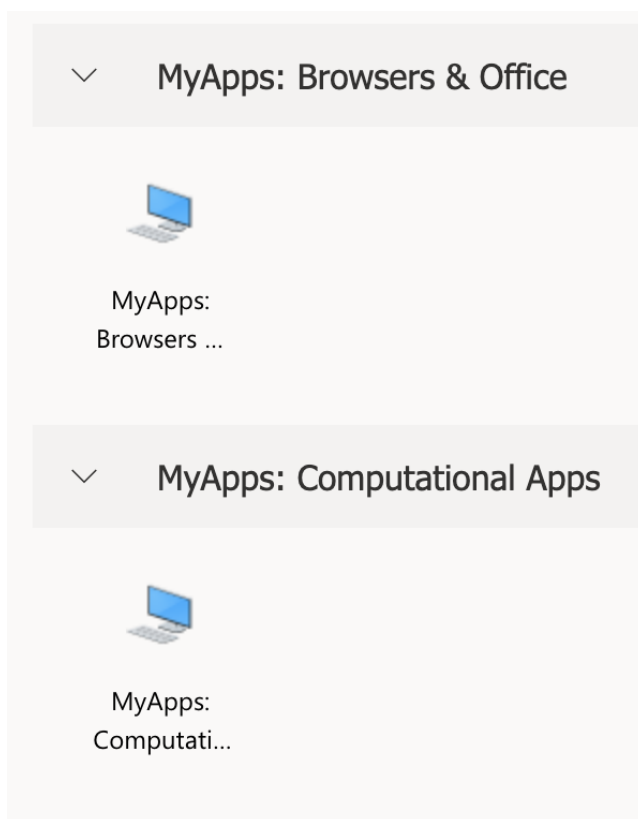 MyApps: Browsers & Office
MyApps:
Browsers ...
MyApps: Computational Apps
MyApps:
Computati...